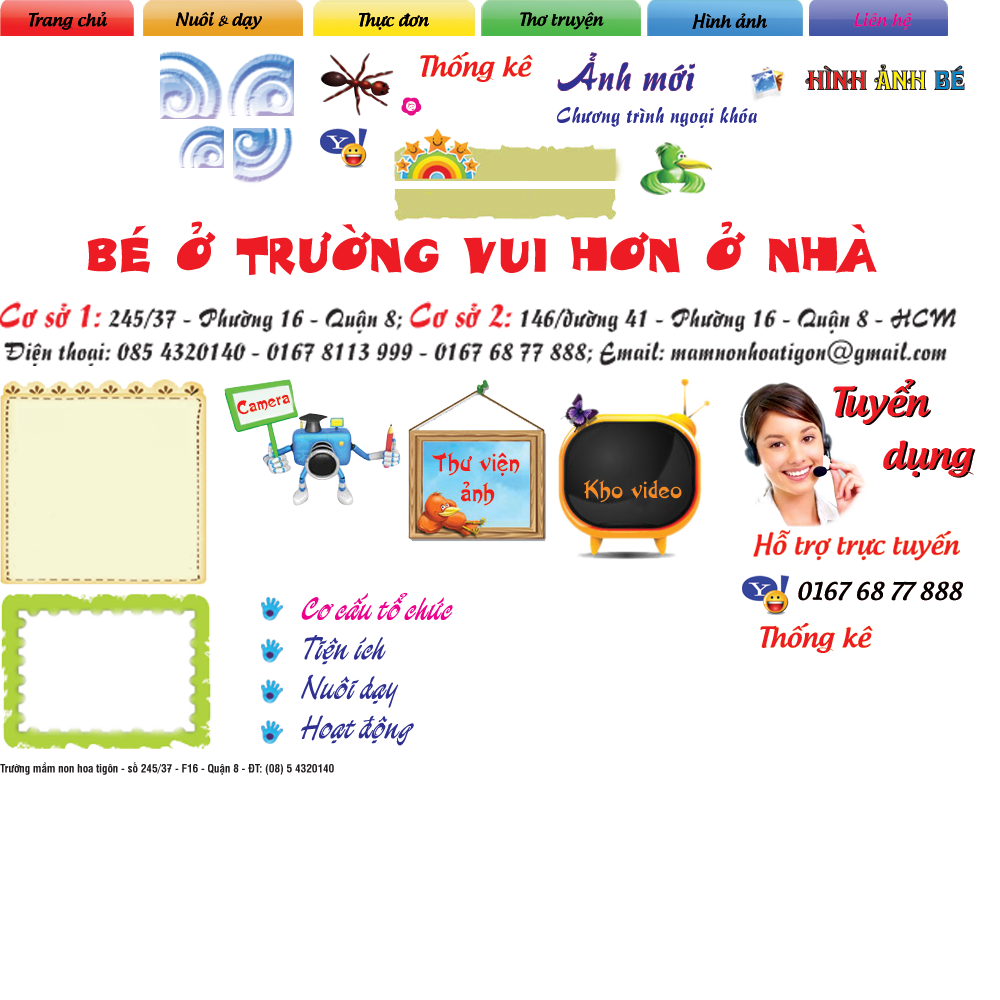 Trang chủ
Nuôi & dạy
Thực đơn
Thơ truyện
Hình ảnh
Liên hệ
Thống kê
Ảnh mới
Chương trình ngoại khóa
HÌNH ẢNH BÉ
BÉ Ở TRƯỜNG VUI HƠN Ở NHÀ
Cơ sở 1: 245/37 - Phường 16 - Quận 8; Cơ sở 2: 146/đường 41 - Phường 16 - Quận 8 - HCM
Điện thoại: 085 4320140 - 0167 8113 999 - 0167 68 77 888; Email: mamnonhoatigon@gmail.com
Camera
Thư viện
ảnh
Kho video
Tuyển
dụng
Hỗ trợ trực tuyến
Y! 0167 68 77 888
Thống kê
Cơ cấu tổ chức
Tiện ích
Nuôi dạy
Hoạt động
Trường mầm non hoa tigôn - số 245/37 - F16 - Quận 8 - ĐT: (08) 5 4320140